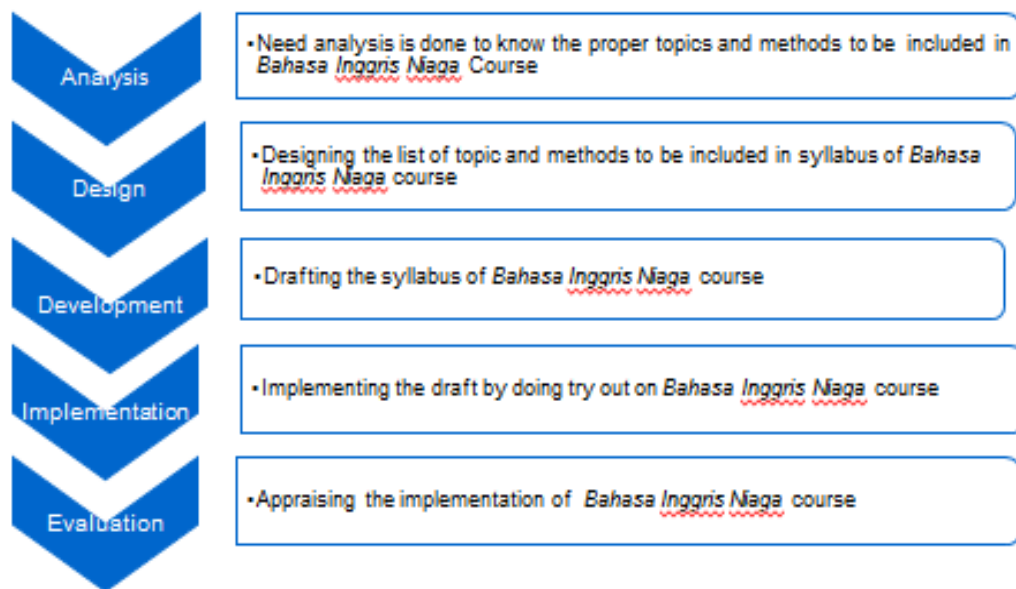 Analysis
•Need analysis is done to know the proper topics and methods to be included in
Bahasa Inggris Niaga Course
Design
•Designing the list of topic and methods to be included in syllabus of Bahasa
Inggris Niaga course
Development
•Drafting the syllabus of Bahasa Inggris Niaga course
Implementation
•Implementing the draft by doing try out on Bahasa Inggris Niaga course
Evaluation
•Appraising the implementation of Bahasa Inggris Niaga course